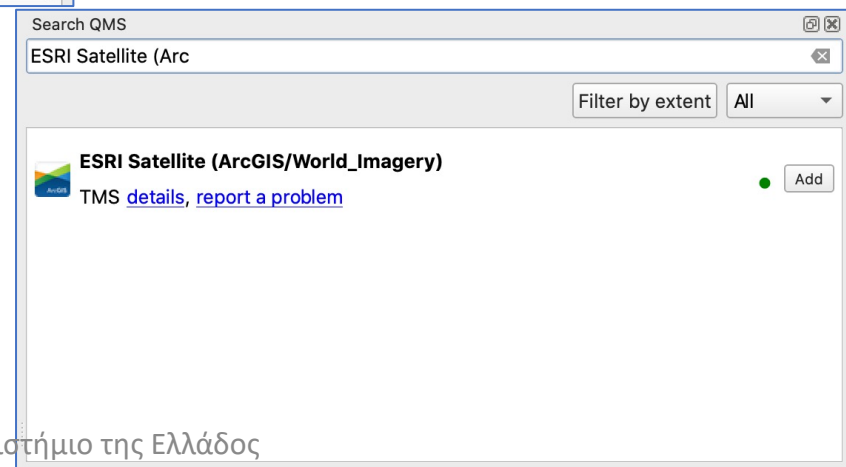 Search QMS
ESRI Satellite (Arc
Filter by extent All
ESRI Satellite (ArcGIS/World_Imagery)
ArcGIS
TMS details, report a problem
Add
της Ελλάδος